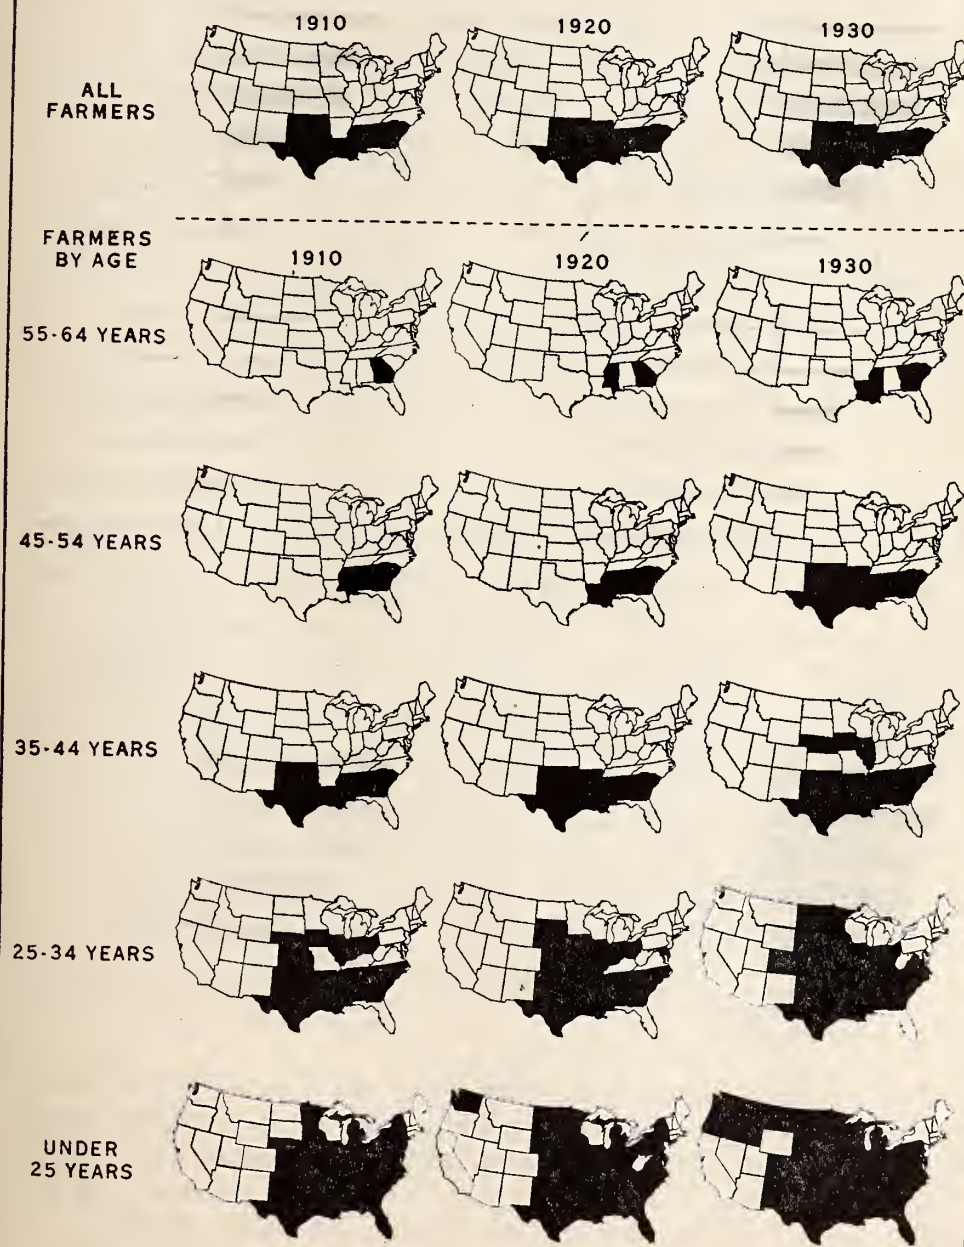 1910
1920
1930
ALL
FARMERS
FARMERS
BY AGE
1910
1920
1930
55-64 YEARS
45-54 YEARS
35-44 YEARS
25-34 YEARS
UNDER
25 YEARS